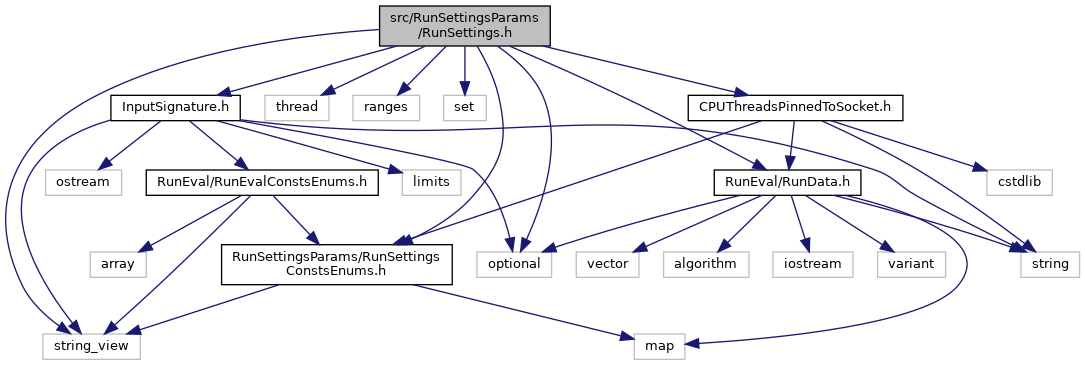 src/RunSettingsParams
/RunSettings.h
InputSignature.h
thread
ranges
set
CPUThreadsPinnedToSocket.h
ostream
RunEval/RunEvalConstsEnums.h
limits
RunEval/RunData.h
cstdlib
array
RunSettingsParams/RunSettings
ConstsEnums.h
optional
vector
algorithm
iostream
variant
string
string_view
map